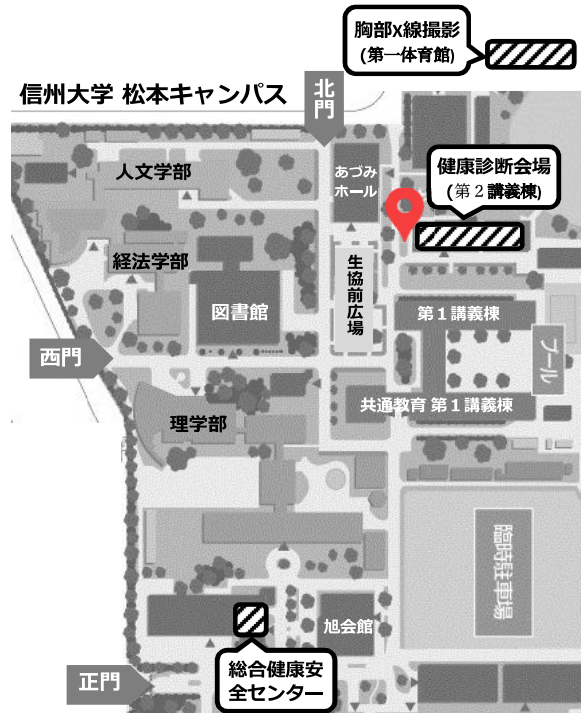 胸部X線撮影
(第一体育館)
信州大学 松本キャンパス
北門
あづみ
ホール
人文学部
健康診断会場
(第２講義棟)
経法学部
生協前広場
図書館
第１講義棟
プール
西門
共通教育 第１講義棟
理学部
臨時駐車場
旭会館
総合健康安
全センター
正門